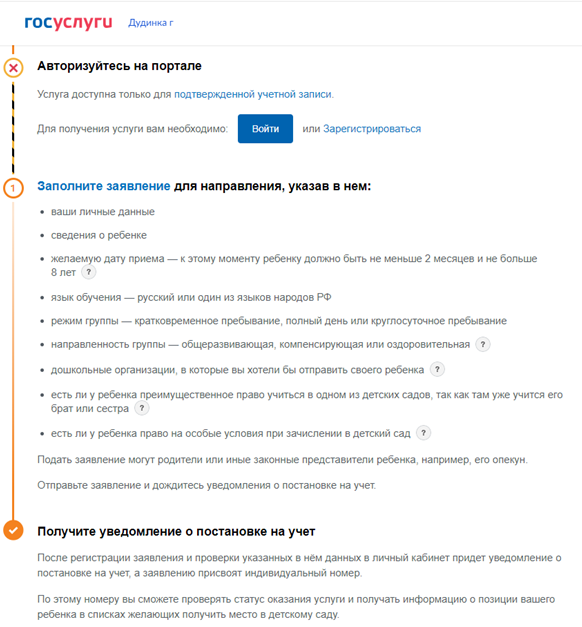 госуслуги Дудинка г
Авторизуйтесь на портале
Услуга доступна только для подтвержденной учетной записи.
Для получения услуги вам необходимо: Войти или Зарегистрироваться
1 Заполните заявление для направления, указав в нем:
• ваши личные данные
• сведения о ребенке
• желаемую дату приема — к этому моменту ребенку должно быть не меньше 2 месяцев и не больше
8 лет ?
• язык обучения — русский или один из языков народов РФ
• режим группы — кратковременное пребывание, полный день или круглосуточное пребывание
• направленность группы — общеразвивающая, компенсирующая или оздоровительная ?
• дошкольные организации, в которые вы хотели бы отправить своего ребенка ?
• есть ли у ребенка преимущественное право учиться в одном из детских садов, так как там уже учится его
брат или сестра ?
• есть ли у ребенка право на особые условия при зачислении в детский сад ?
Подать заявление могут родители или иные законные представители ребенка, например, его опекун.
Отправьте заявление и дождитесь уведомления о постановке на учет.
Получите уведомление о постановке на учет
После регистрации заявления и проверки указанных в нём данных в личный кабинет придет уведомление о
постановке на учет, а заявлению присвоят индивидуальный номер.
По этому номеру вы сможете проверять статус оказания услуги и получать информацию о позиции вашего
ребенка в списках желающих получить место в детскому саду.